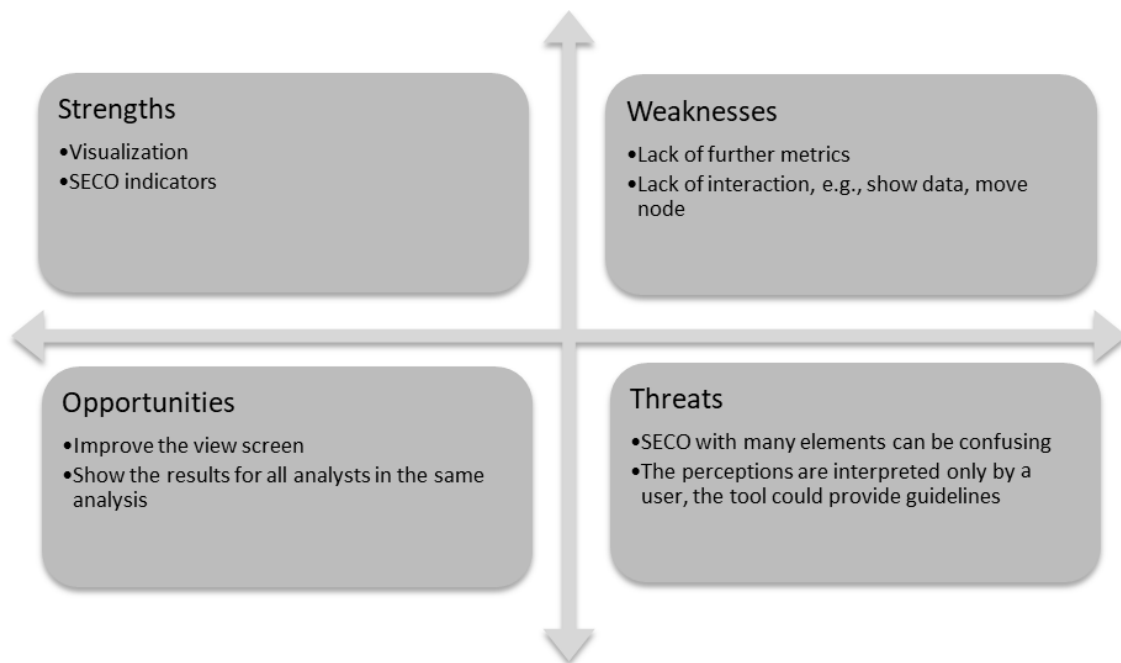 Strengths
•Visualization
•SECO indicators
Weaknesses
•Lack of further metrics
•Lack of interaction, e.g., show data, move
node
Opportunities
•Improve the view screen
•Show the results for all analysts in the same
analysis
Threats
•SECO with many elements can be confusing
•The perceptions are interpreted only by a
user, the tool could provide guidelines